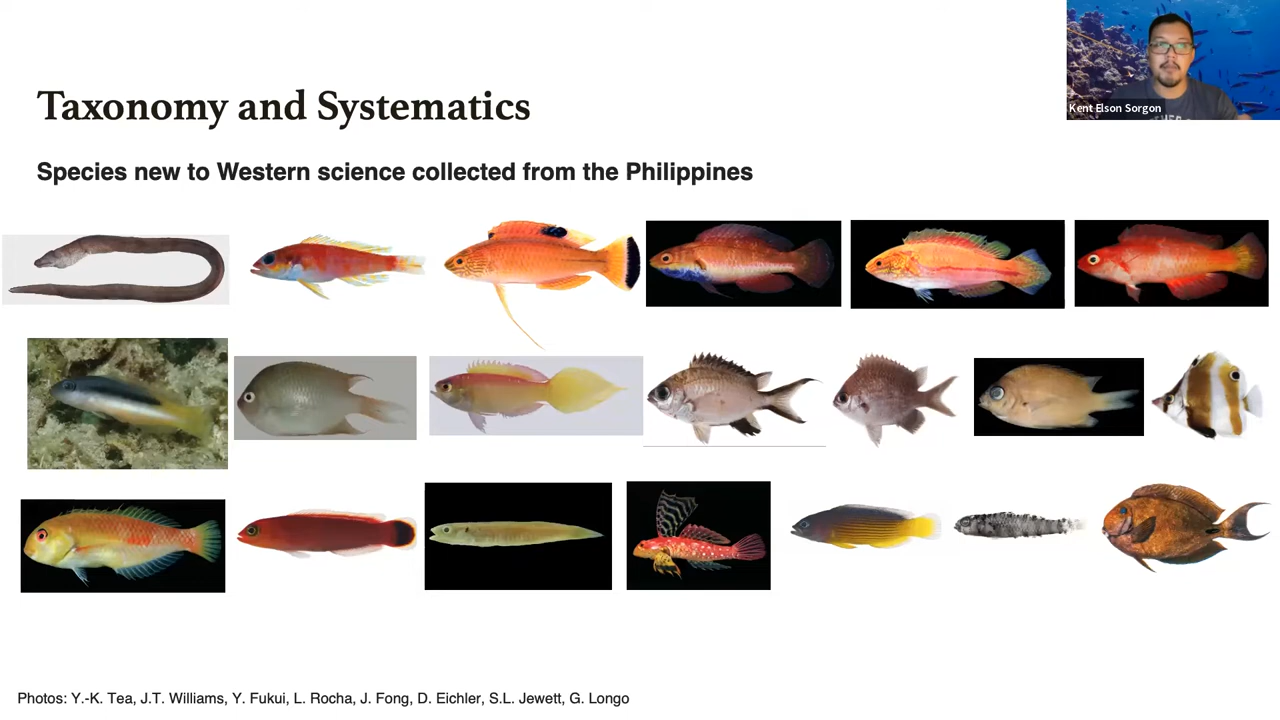 Kent Elson Sorgon
Taxonomy and Systematics
Species new to Western science collected from the Philippines
Photos: Y.-K. Tea, J.T. Williams, Y. Fukui, L. Rocha, J. Fong, D. Eichler, S.L. Jewett, G. Longo